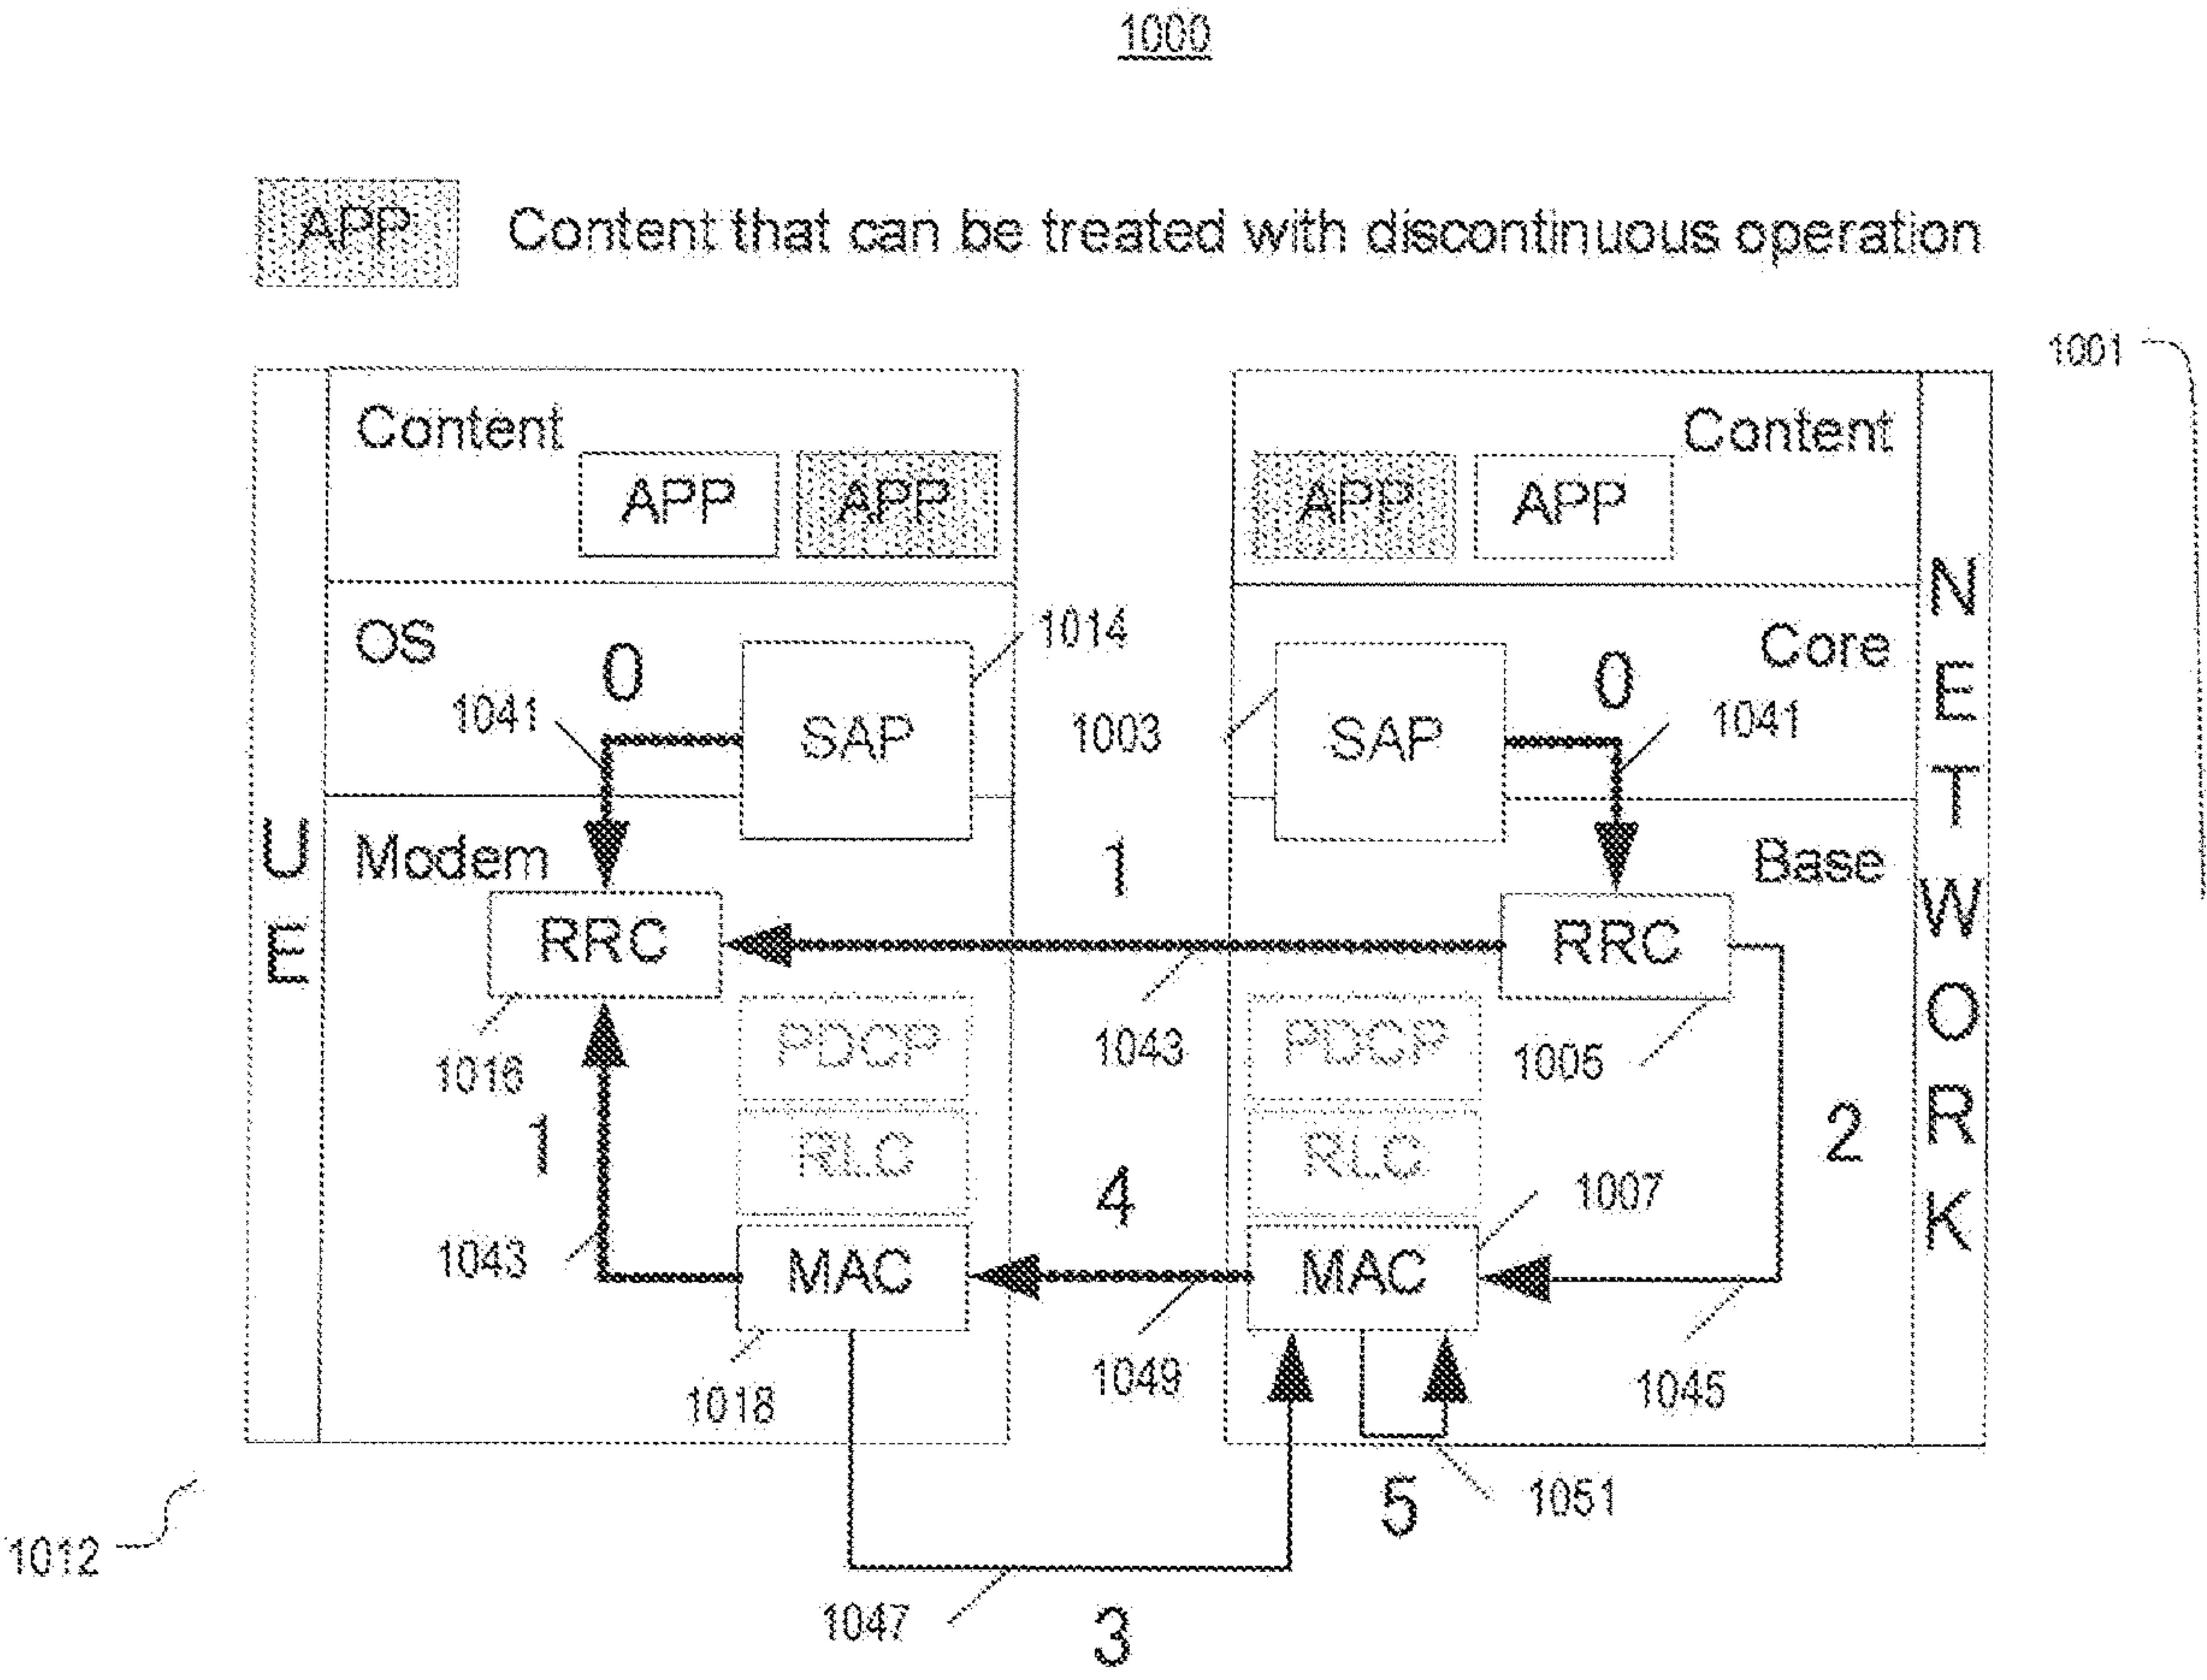 1000
APP Content that can be treated with discontinuous operation
1001
Content
APP APP
Content
APP APP
OS
0
1014
1041
SAP
1003
SAP
0
Core
1041
UE
NETWORK
Modem
1
Base
RRC
RRC
1016
PDCP
1043
PDCP
1005
1
RLC
4
RLC
1007
2
1043
MAC
MAC
1018
1049
1045
5
1051
1012
1047
3